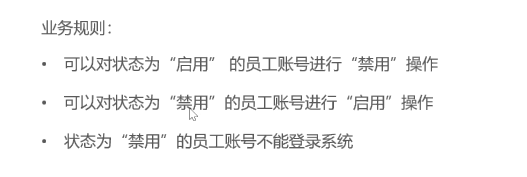 业务规则：
• 可以对状态为“启用” 的员工账号进行“禁用”操作
• 可以对状态为“禁用”的员工账号进行“启用”操作
• 状态为“禁用”的员工账号不能登录系统